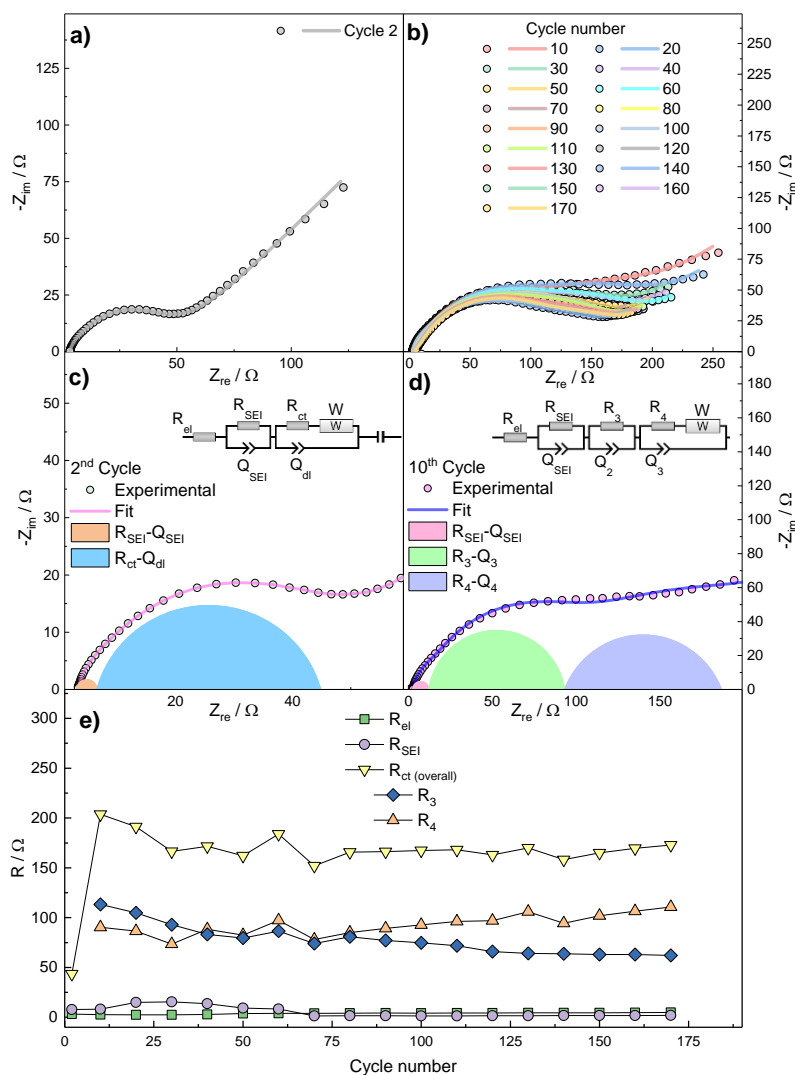 a)
Cycle 2
-Z_im / Ω
125
100
75
50
25
0
0 50 100
Z_re / Ω
b)
Cycle number
10 20
30 40
50 60
70 80
90 100
110 120
130 140
150 160
170
-Z_im / Ω
250
225
200
175
150
125
100
75
50
25
0
0 50 100 150 200 250
Z_re / Ω
c)
R_el R_SEI R_ct W
W
Q_SEI Q_dl
2nd Cycle
Experimental
Fit
R_SEI-Q_SEI
R_ct-Q_dl
-Z_im / Ω
50
40
30
20
10
0
20 40
Z_re / Ω
d)
R_el R_SEI R_3 R_4 W
W
Q_SEI Q_2 Q_3
10th Cycle
Experimental
Fit
R_SEI-Q_SEI
R_3-Q_3
R_4-Q_4
-Z_im / Ω
180
160
140
120
100
80
60
40
20
0
0 50 100 150
Z_re / Ω
e)
R_el
R_SEI
R_ct (overall)
R_3
R_4
R / Ω
300
250
200
150
100
50
0
0 25 50 75 100 125 150 175
Cycle number